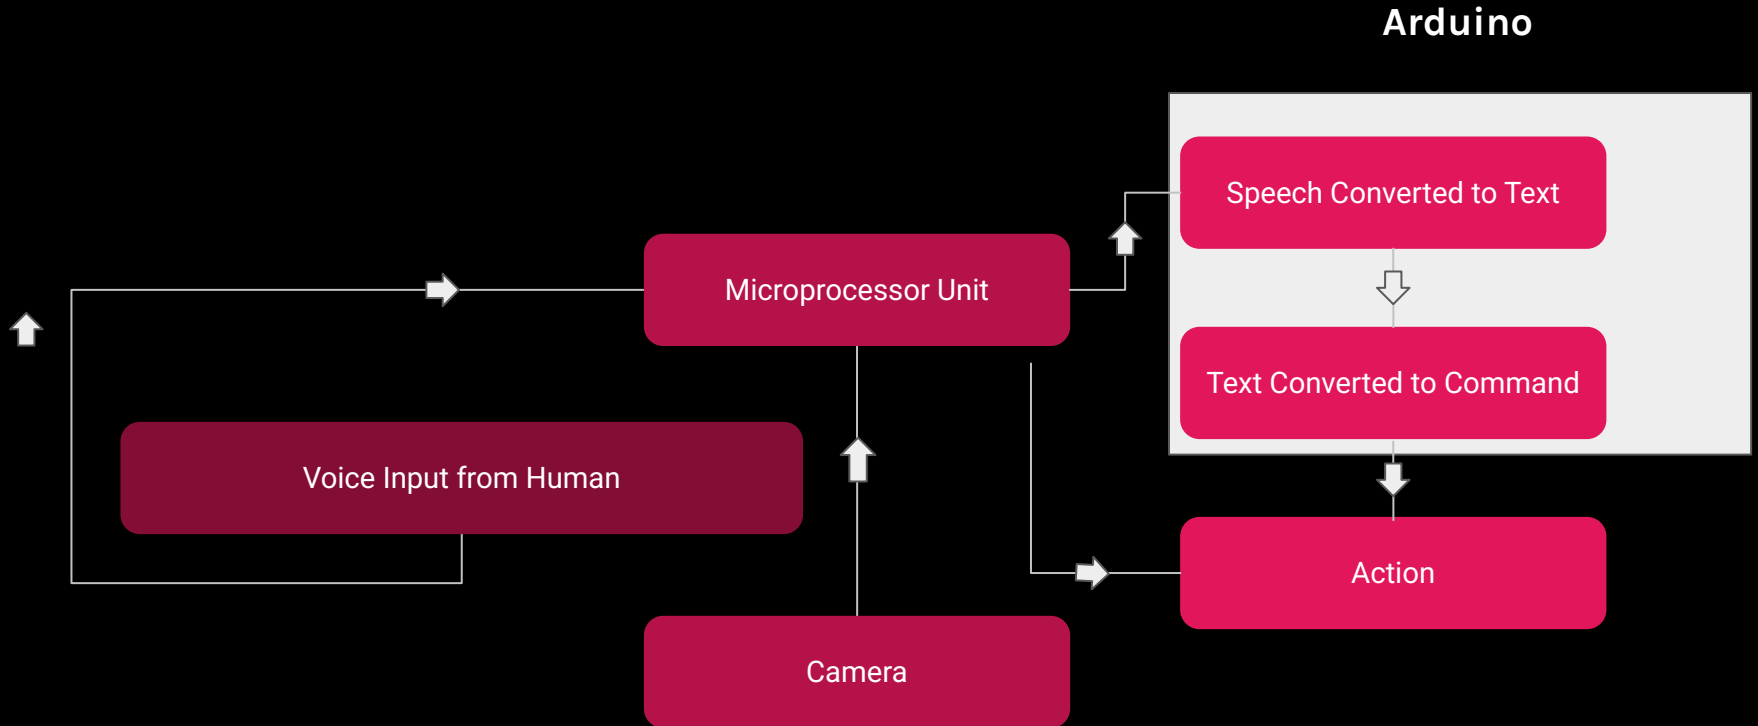 Arduino
Speech Converted to Text
Microprocessor Unit
Text Converted to Command
Voice Input from Human
Action
Camera